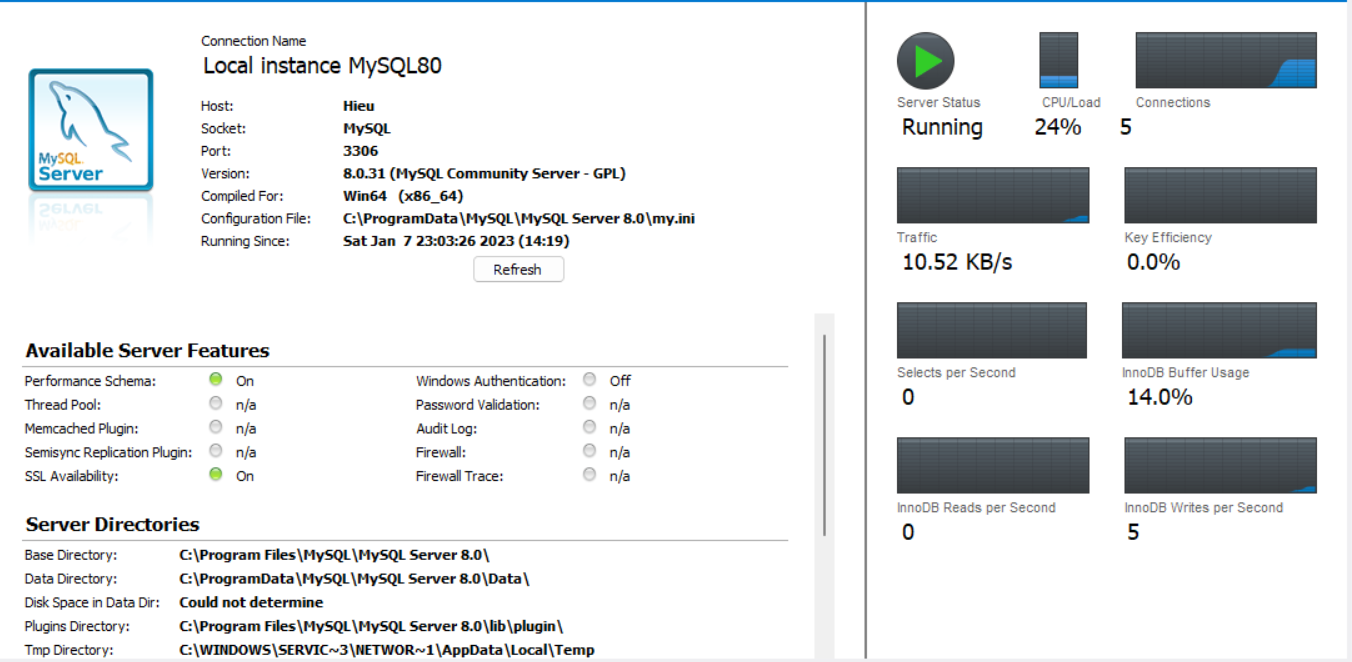 Connection Name
Local instance MySQL80
Host: Hieu
Socket: MySQL
Port: 3306
Version: 8.0.31 (MySQL Community Server - GPL)
Compiled For: Win64 (x86_64)
Configuration File: C:\ProgramData\MySQL\MySQL Server 8.0\my.ini
Running Since: Sat Jan 7 23:03:26 2023 (14:19)
Refresh
MySQL
Server
Available Server Features
Performance Schema: On Windows Authentication: Off
Thread Pool: n/a Password Validation: n/a
Memcached Plugin: n/a Audit Log: n/a
Semisync Replication Plugin: n/a Firewall: n/a
SSL Availability: On Firewall Trace: n/a
Server Directories
Base Directory: C:\Program Files\MySQL\MySQL Server 8.0\
Data Directory: C:\ProgramData\MySQL\MySQL Server 8.0\Data\
Disk Space in Data Dir: Could not determine
Plugins Directory: C:\Program Files\MySQL\MySQL Server 8.0\lib\plugin\
Tmp Directory: C:\WINDOWS\SERVIC~3\NETWOR~1\AppData\Local\Temp
Server Status CPU/Load Connections
Running 24% 5
Traffic Key Efficiency
10.52 KB/s 0.0%
Selects per Second InnoDB Buffer Usage
0 14.0%
InnoDB Reads per Second InnoDB Writes per Second
0 5